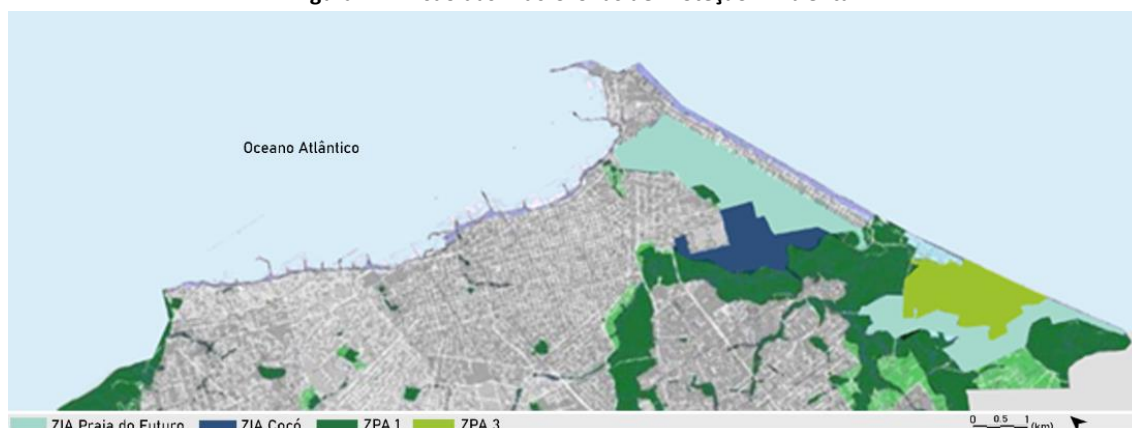 Oceano Atlântico
ZIA Praia do Futuro ZIA Cocó ZPA 1 ZPA 3 0 0.5 1 (km)